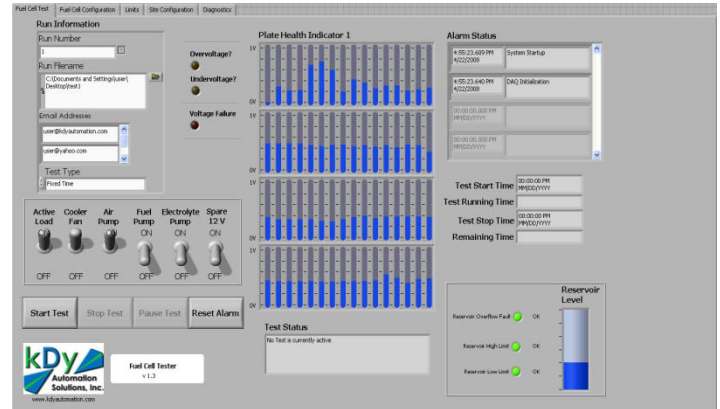 Fuel Cell Test
Fuel Cell Configuration
Limits
Site Configuration
Diagnostics
Run Information
Run Number
1
Run Filename
C:\Documents and Settings\user\
Desktop\test1
Email Addresses
user@kdyautomation.com
user@yahoo.com
Test Type
Fixed Time
Overvoltage?
Undervoltage?
Voltage Failure
Active Load
Cooler Fan
Air Pump
Fuel Pump
Electrolyte Pump
Spare 12 V
ON
ON
ON
OFF
OFF
OFF
OFF
OFF
OFF
Start Test
Stop Test
Pause Test
Reset Alarm
kDy
Automation
Solutions, Inc.
www.kdyautomation.com
Fuel Cell Tester
v 1.3
Plate Health Indicator 1
1V
0V
1V
0V
1V
0V
1V
0V
Test Status
No Test is currently active
Alarm Status
4:55:23.609 PM
4/22/2008
System Startup
4:55:23.640 PM
4/22/2008
DAQ Initialization
00:00:00.000 PM
MM/DD/YYYY
00:00:00.000 PM
MM/DD/YYYY
Test Start Time
00:00:00 PM
MM/DD/YYYY
Test Running Time
Test Stop Time
00:00:00 PM
MM/DD/YYYY
Remaining Time
Reservoir
Level
Reservoir Overflow Fault
OK
Reservoir High Limit
OK
Reservoir Low Limit
OK